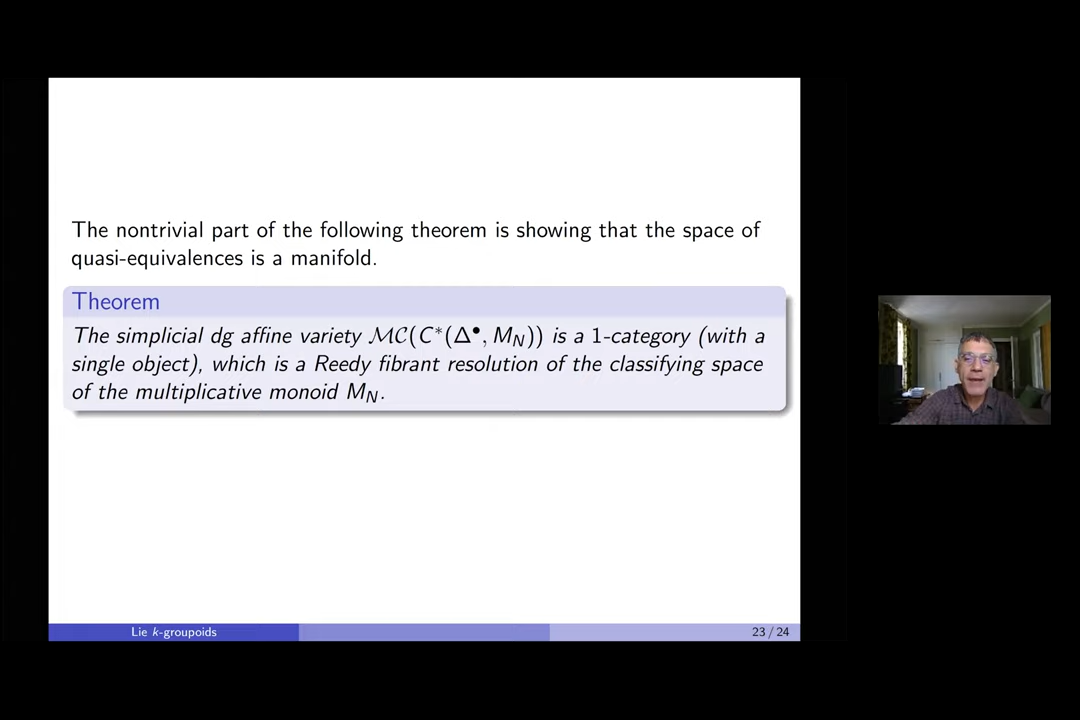 The nontrivial part of the following theorem is showing that the space of
quasi-equivalences is a manifold.
Theorem
The simplicial dg affine variety 𝓜𝓒(C*(Δ•, M_N)) is a 1-category (with a
single object), which is a Reedy fibrant resolution of the classifying space
of the multiplicative monoid M_N.
Lie k-groupoids
23 / 24